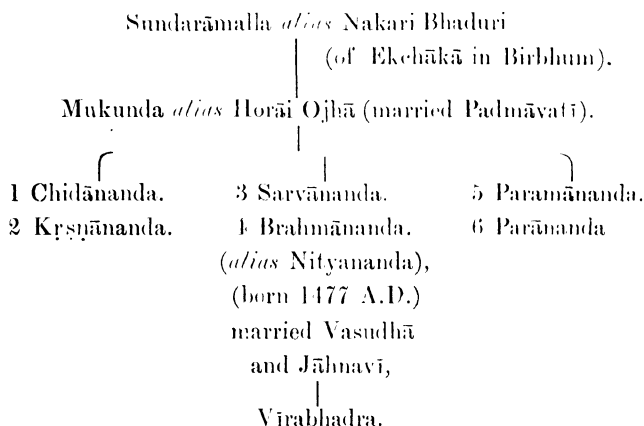 Sundarāmalla alias Nakari Bhaduri
(of Ekchākā in Birbhum).
Mukunda alias Horāi Ojhā (married Padmāvatī).
1 Chidānanda. 3 Sarvānanda. 5 Paramānanda.
2 Kṛṣṇānanda. 4 Brahmānanda. 6 Parānanda
(alias Nityananda),
(born 1477 A.D.)
married Vasudhā
and Jāhnavī,
Vīrabhadra.